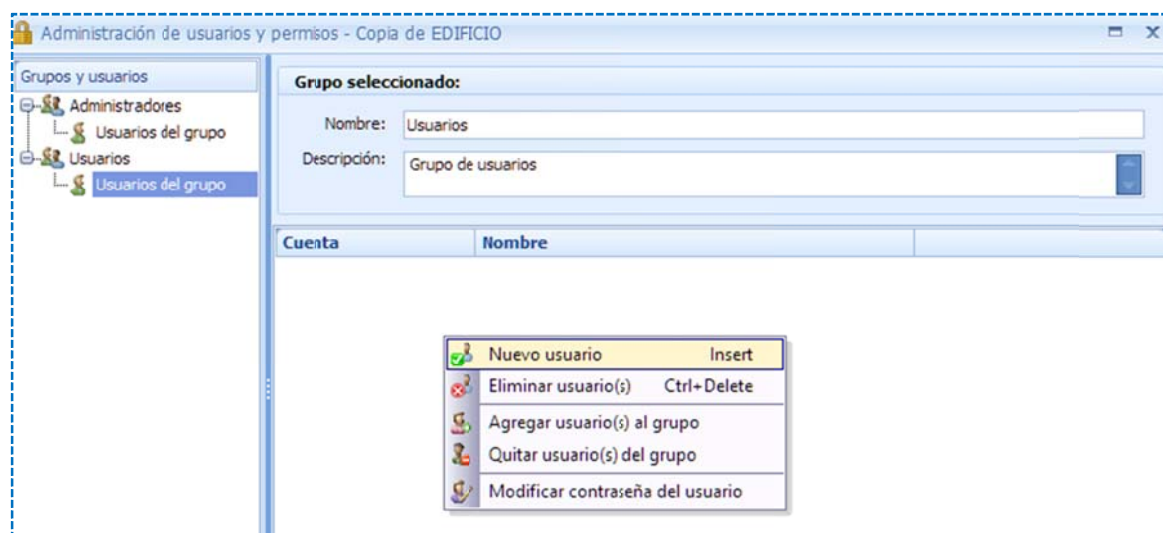 Administración de usuarios y permisos - Copia de EDIFICIO
Grupos y usuarios
Administradores
Usuarios del grupo
Usuarios
Usuarios del grupo
Grupo seleccionado:
Nombre: Usuarios
Descripción: Grupo de usuarios
Cuenta Nombre
Nuevo usuario Insert
Eliminar usuario(s) Ctrl+Delete
Agregar usuario(s) al grupo
Quitar usuario(s) del grupo
Modificar contraseña del usuario